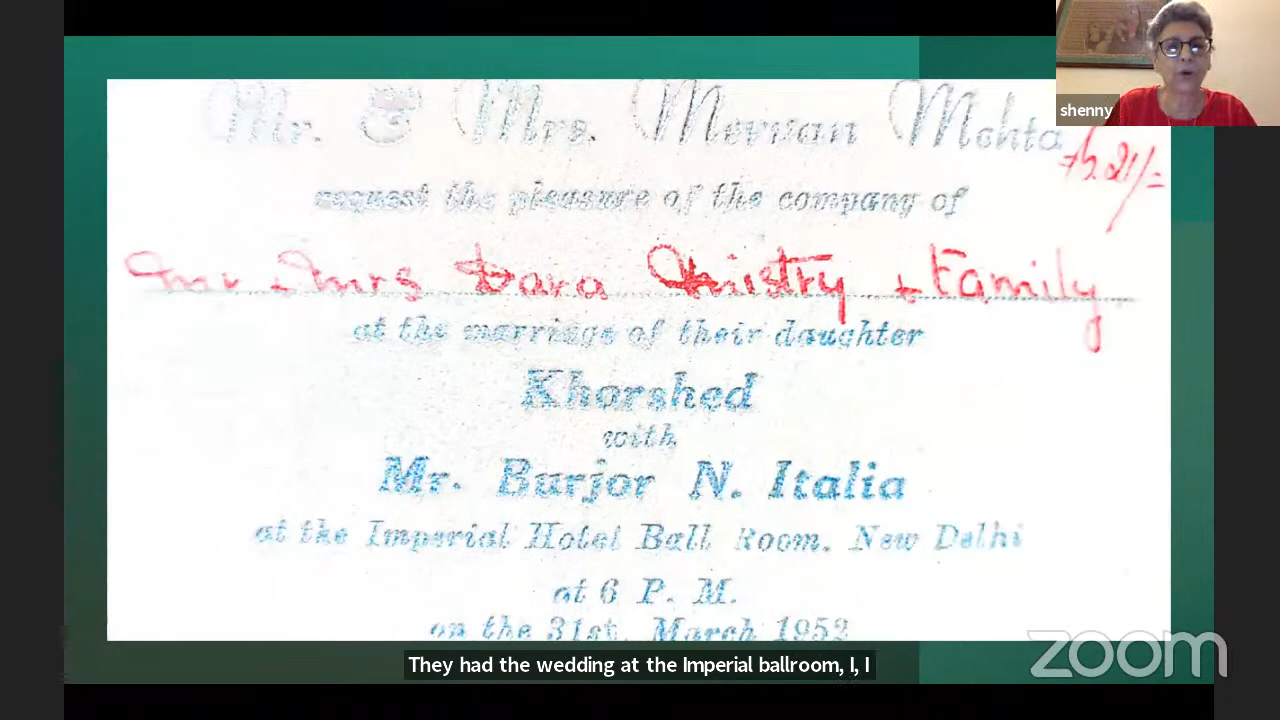 shenny
Mr. & Mrs. Merwan Mehta
Rs. 21/=
request the pleasure of the company of
Mr & Mrs Dara Mistry & Family
at the marriage of their daughter
Khorshed
with
Mr. Burjor N. Italia
at the Imperial Hotel Ball Room, New Delhi
at 6 P. M.
on the 31st. March 1952
They had the wedding at the Imperial ballroom, I, I
zoom